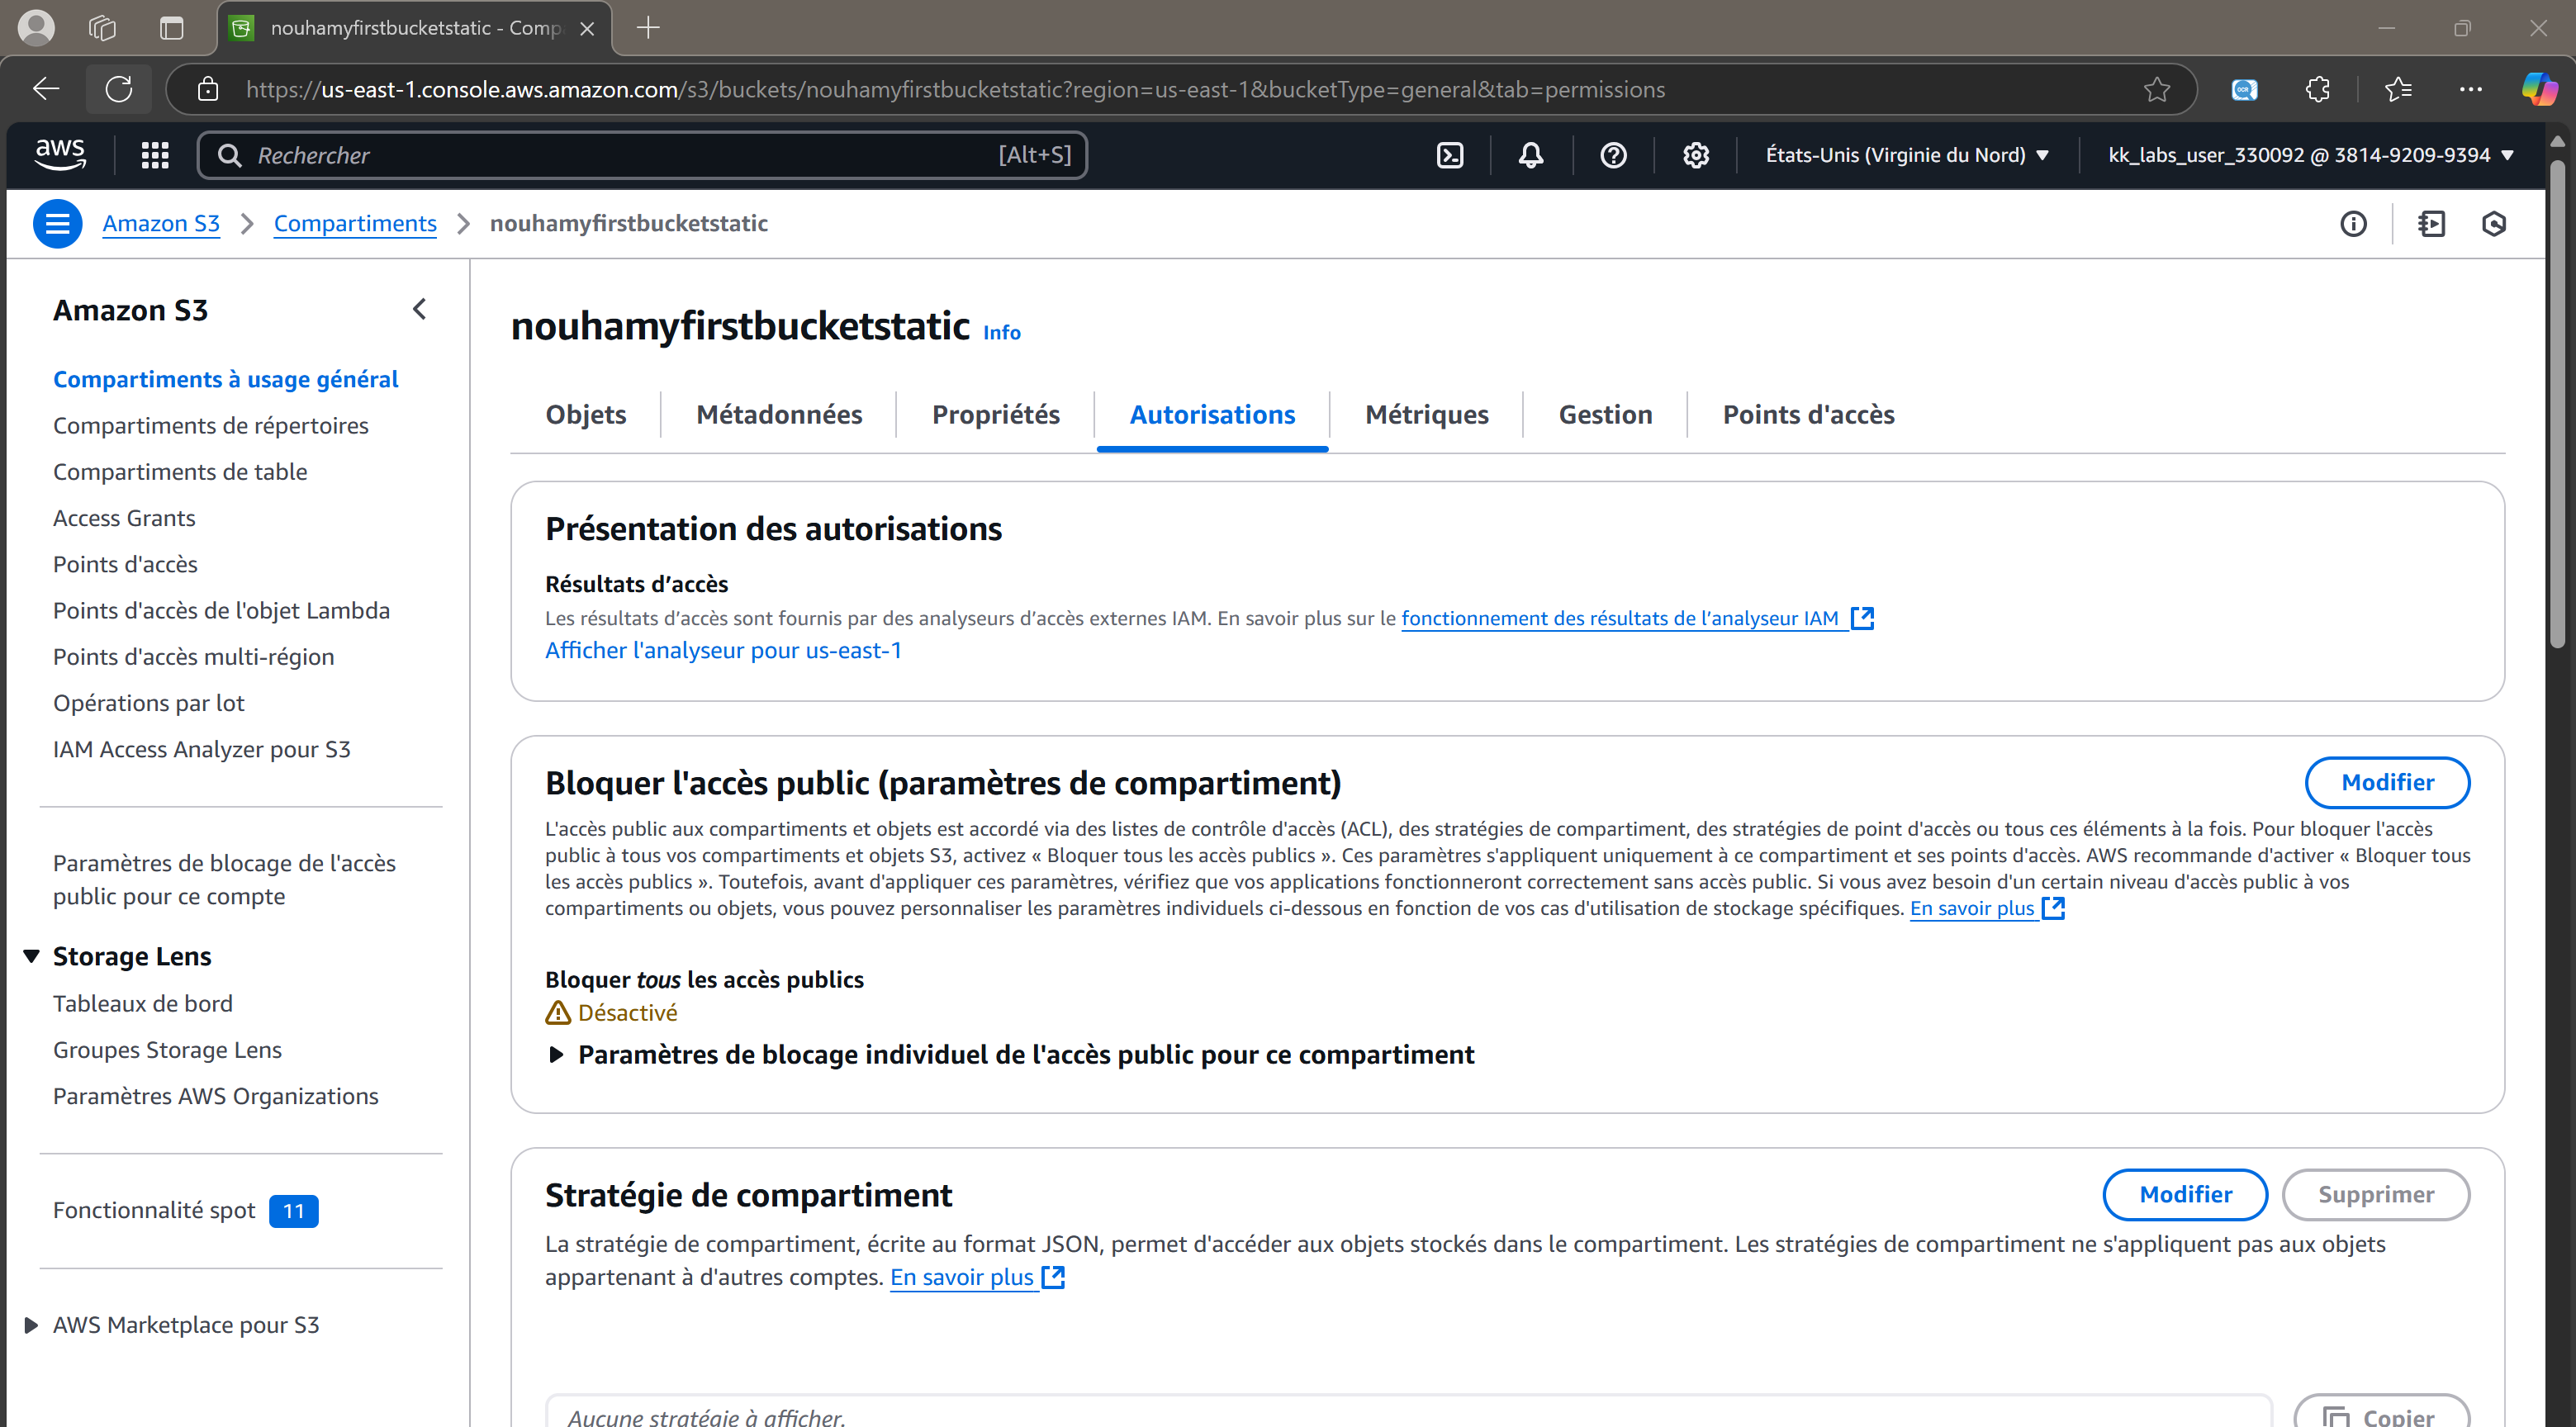 nouhamyfirstbucketstatic - Comp
https://us-east-1.console.aws.amazon.com/s3/buckets/nouhamyfirstbucketstatic?region=us-east-1&bucketType=general&tab=permissions
aws
Rechercher
[Alt+S]
États-Unis (Virginie du Nord)
kk_labs_user_330092 @ 3814-9209-9394
Amazon S3
Compartiments
nouhamyfirstbucketstatic
Amazon S3
Compartiments à usage général
Compartiments de répertoires
Compartiments de table
Access Grants
Points d'accès
Points d'accès de l'objet Lambda
Points d'accès multi-région
Opérations par lot
IAM Access Analyzer pour S3
Paramètres de blocage de l'accès
public pour ce compte
Storage Lens
Tableaux de bord
Groupes Storage Lens
Paramètres AWS Organizations
Fonctionnalité spot 11
AWS Marketplace pour S3
nouhamyfirstbucketstatic Info
Objets
Métadonnées
Propriétés
Autorisations
Métriques
Gestion
Points d'accès
Présentation des autorisations
Résultats d’accès
Les résultats d’accès sont fournis par des analyseurs d’accès externes IAM. En savoir plus sur le fonctionnement des résultats de l’analyseur IAM
Afficher l'analyseur pour us-east-1
Bloquer l'accès public (paramètres de compartiment)
Modifier
L'accès public aux compartiments et objets est accordé via des listes de contrôle d'accès (ACL), des stratégies de compartiment, des stratégies de point d'accès ou tous ces éléments à la fois. Pour bloquer l'accès
public à tous vos compartiments et objets S3, activez « Bloquer tous les accès publics ». Ces paramètres s'appliquent uniquement à ce compartiment et ses points d'accès. AWS recommande d'activer « Bloquer tous
les accès publics ». Toutefois, avant d'appliquer ces paramètres, vérifiez que vos applications fonctionneront correctement sans accès public. Si vous avez besoin d'un certain niveau d'accès public à vos
compartiments ou objets, vous pouvez personnaliser les paramètres individuels ci-dessous en fonction de vos cas d'utilisation de stockage spécifiques. En savoir plus
Bloquer tous les accès publics
Désactivé
Paramètres de blocage individuel de l'accès public pour ce compartiment
Stratégie de compartiment
Modifier
Supprimer
La stratégie de compartiment, écrite au format JSON, permet d'accéder aux objets stockés dans le compartiment. Les stratégies de compartiment ne s'appliquent pas aux objets
appartenant à d'autres comptes. En savoir plus
Aucune stratégie à afficher.
Copier